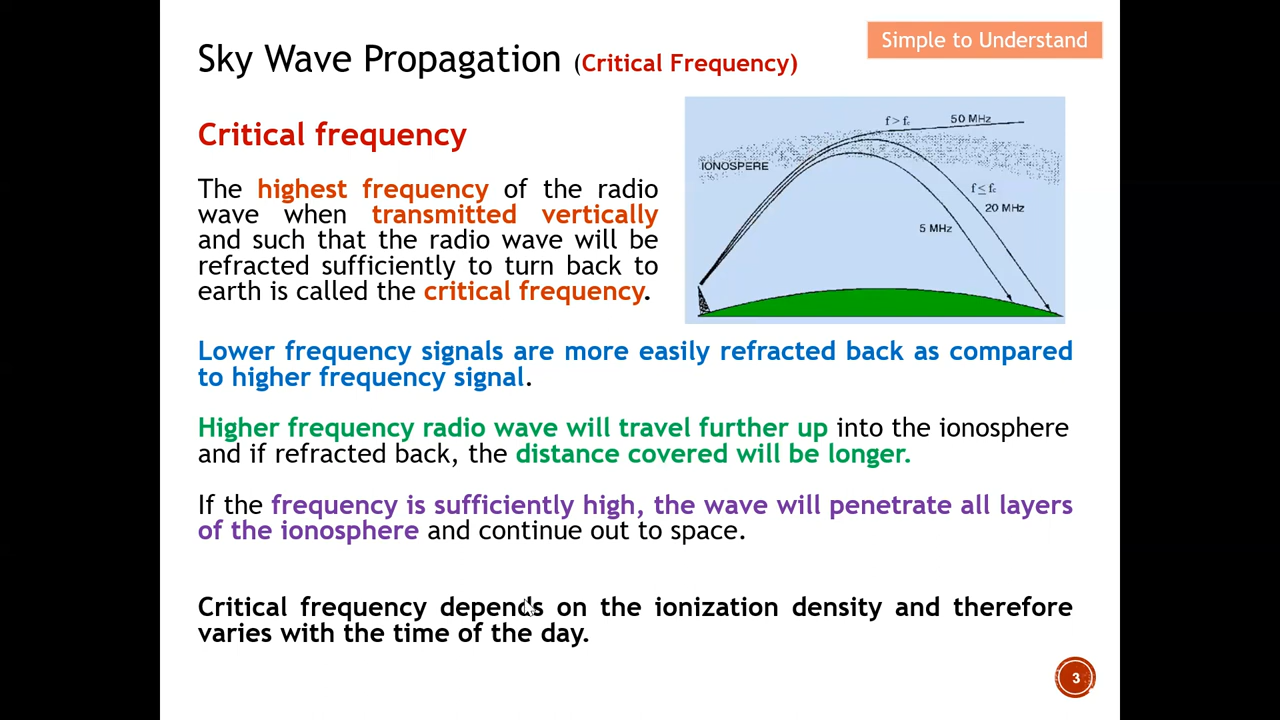 Simple to Understand
Sky Wave Propagation (Critical Frequency)
Critical frequency
The highest frequency of the radio
wave when transmitted vertically
and such that the radio wave will be
refracted sufficiently to turn back to
earth is called the critical frequency.
f > fc
50 MHz
IONOSPERE
f ≤ fc
20 MHz
5 MHz
Lower frequency signals are more easily refracted back as compared
to higher frequency signal.
Higher frequency radio wave will travel further up into the ionosphere
and if refracted back, the distance covered will be longer.
If the frequency is sufficiently high, the wave will penetrate all layers
of the ionosphere and continue out to space.
Critical frequency depends on the ionization density and therefore
varies with the time of the day.
3